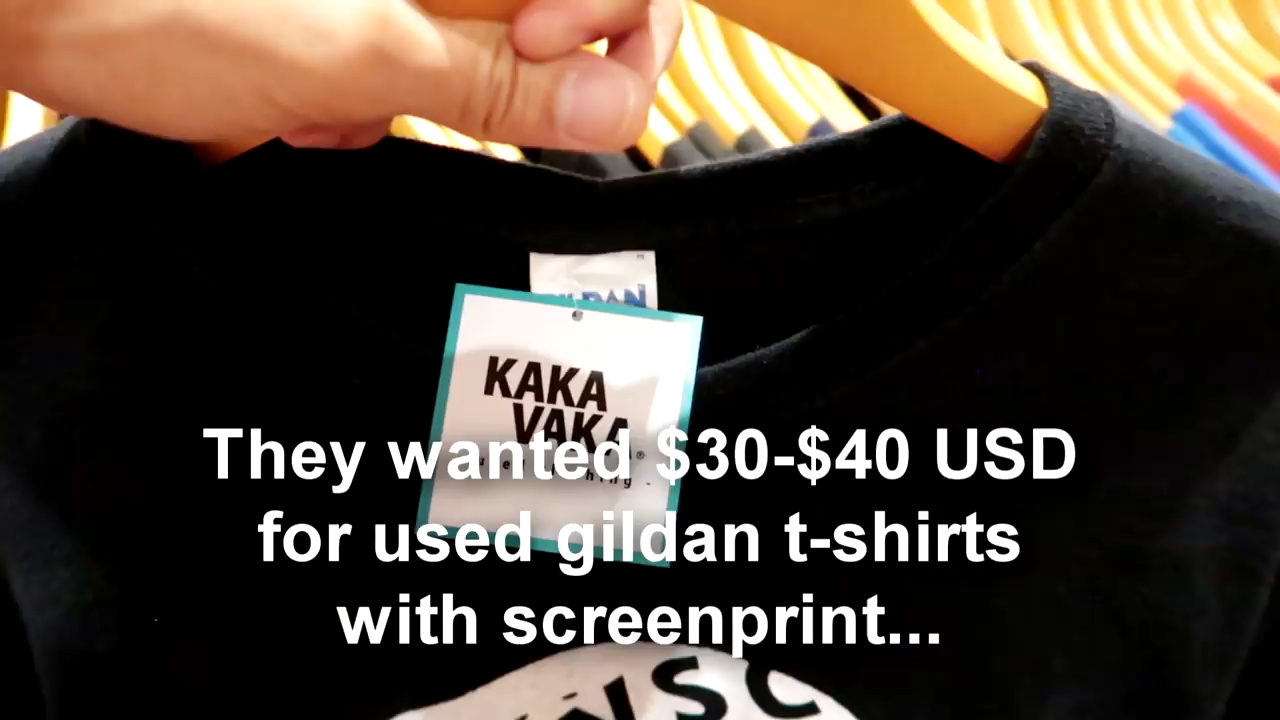 KAKA
VAKA
They wanted $30-$40 USD
for used gildan t-shirts
with screenprint...